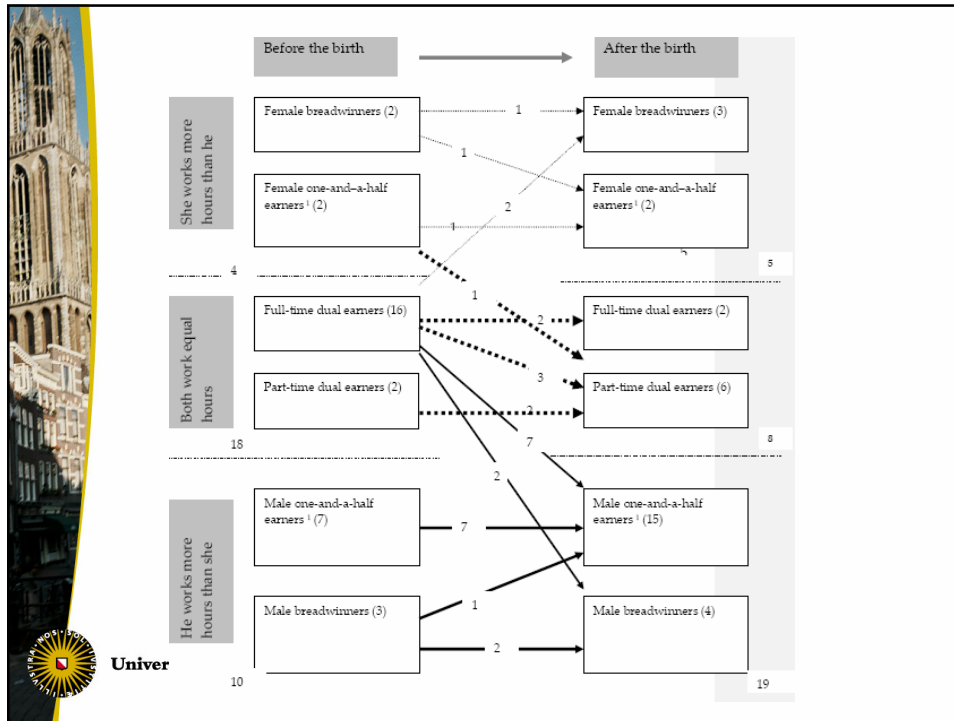 Before the birth
After the birth
She works more
hours than he
Female breadwinners (2)
1
Female breadwinners (3)
1
Female one-and–a-half
earners ¹ (2)
2
1
Female one-and–a-half
earners ¹ (2)
5
5
4
1
Both work equal
hours
Full-time dual earners (16)
2
Full-time dual earners (2)
3
Part-time dual earners (2)
2
Part-time dual earners (6)
8
18
7
2
He works more
hours than she
Male one-and-a-half
earners ¹ (7)
7
Male one-and-a-half
earners ¹ (15)
Male breadwinners (3)
1
2
Male breadwinners (4)
10
19
Univer